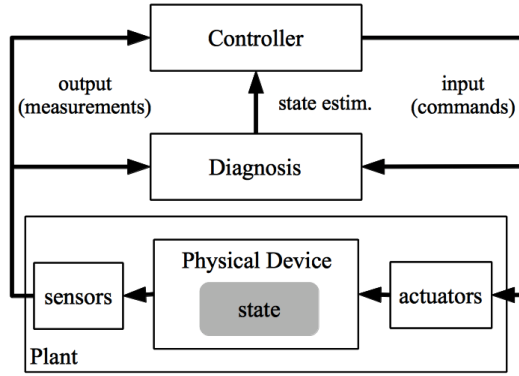 Controller
output
(measurements)
state estim.
input
(commands)
Diagnosis
Physical Device
sensors
state
actuators
Plant